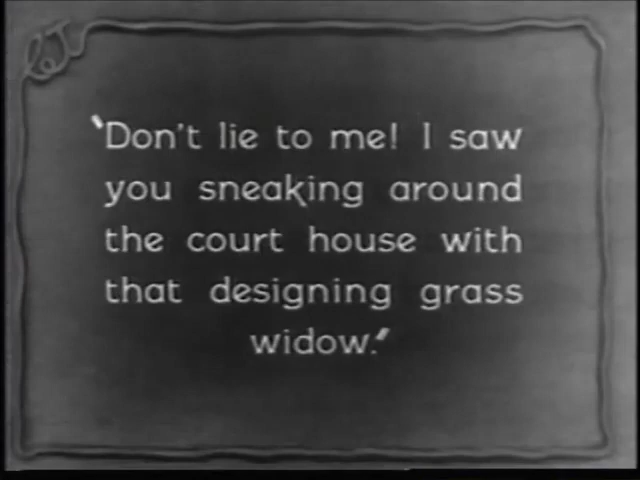 "Don't lie to me! I saw
you sneaking around
the court house with
that designing grass
widow."